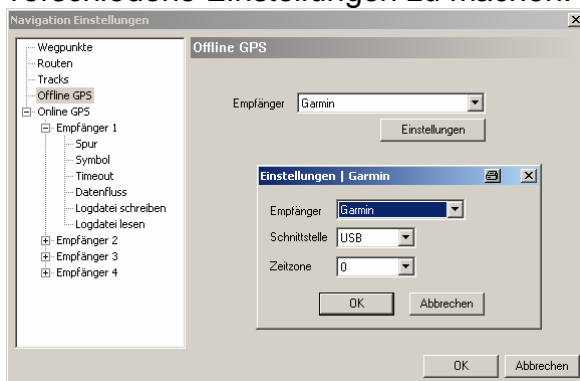 verschiedene Einstellungen zu machen.
Navigation Einstellungen
Wegpunkte
Routen
Tracks
Offline GPS
Online GPS
Empfänger 1
Spur
Symbol
Timeout
Datenfluss
Logdatei schreiben
Logdatei lesen
Empfänger 2
Empfänger 3
Empfänger 4
Offline GPS
Empfänger Garmin
Einstellungen
Einstellungen | Garmin
Empfänger Garmin
Schnittstelle USB
Zeitzone 0
OK Abbrechen
OK Abbrechen